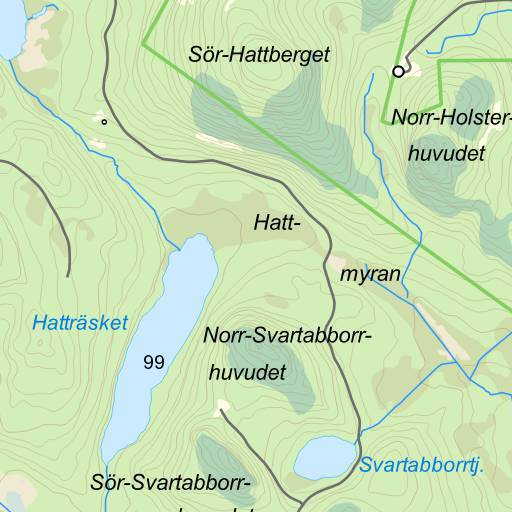 Sör-Hattberget
Norr-Holster-
huvudet
Hatt-
myran
Hatträsket
Norr-Svartabborr-
huvudet
99
Svartabborrtj.
Sör-Svartabborr-